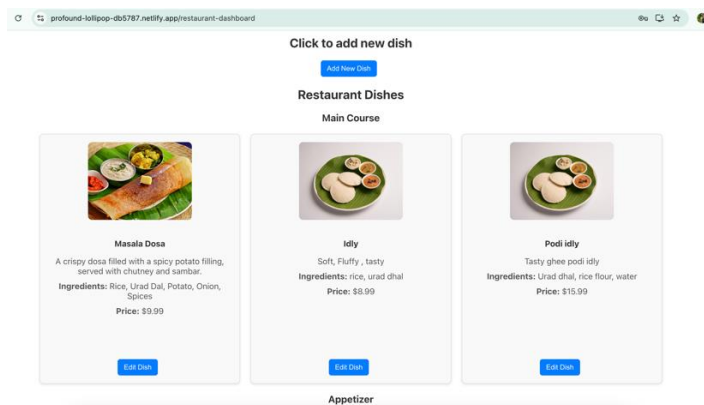 profound-lollipop-db5787.netlify.app/restaurant-dashboard
Click to add new dish
Add New Dish
Restaurant Dishes
Main Course
Masala Dosa
A crispy dosa filled with a spicy potato filling,
served with chutney and sambar.
Ingredients: Rice, Urad Dal, Potato, Onion,
Spices
Price: $9.99
Edit Dish
Idly
Soft, Fluffy , tasty
Ingredients: rice, urad dhal
Price: $8.99
Edit Dish
Podi idly
Tasty ghee podi idly
Ingredients: Urad dhal, rice flour, water
Price: $15.99
Edit Dish
Appetizer